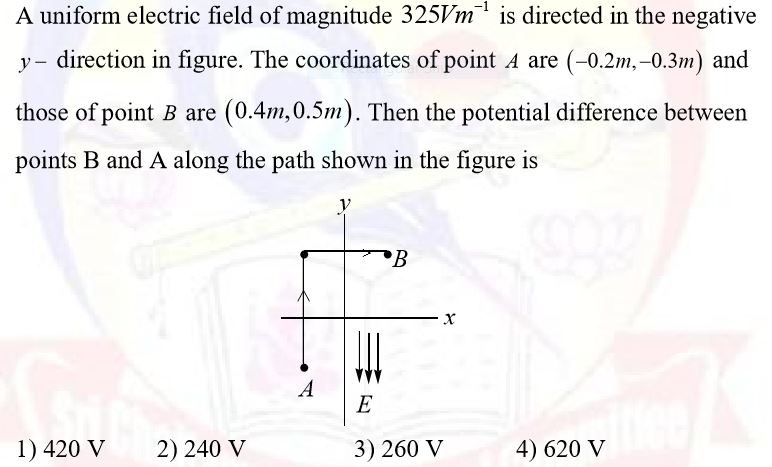 A uniform electric field of magnitude 325Vm⁻¹ is directed in the negative
y – direction in figure. The coordinates of point A are (–0.2m,–0.3m) and
those of point B are (0.4m,0.5m). Then the potential difference between
points B and A along the path shown in the figure is
y
B
x
A
E
1) 420 V 2) 240 V 3) 260 V 4) 620 V